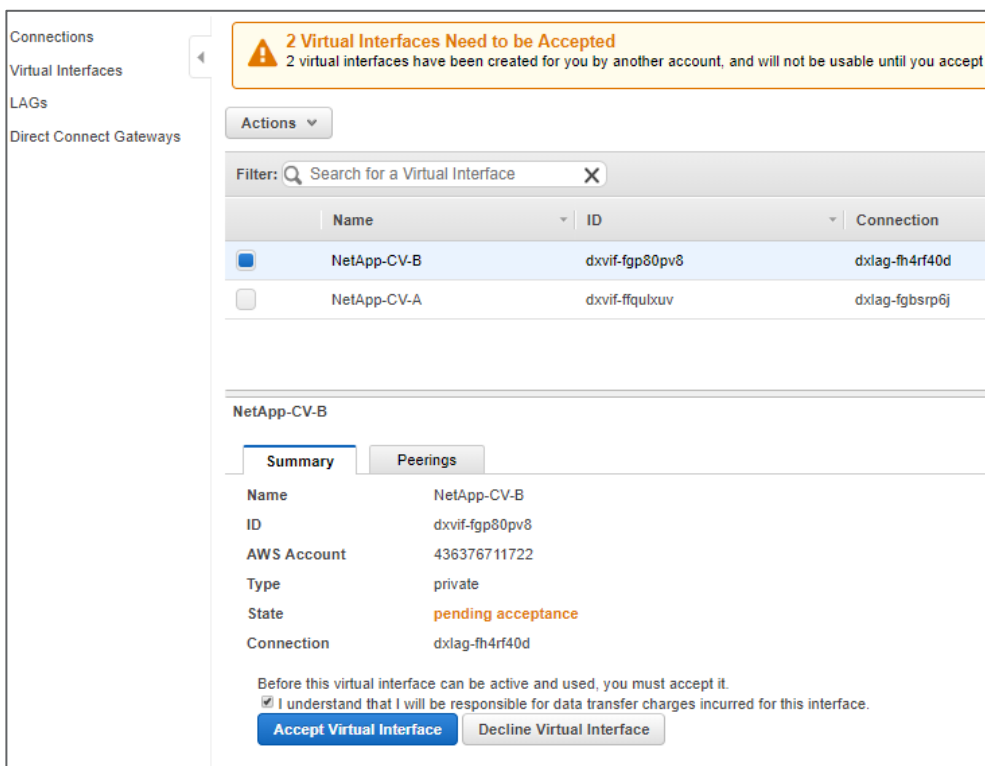 Connections
Virtual Interfaces
LAGs
Direct Connect Gateways
2 Virtual Interfaces Need to be Accepted
2 virtual interfaces have been created for you by another account, and will not be usable until you accept
Actions
Filter: Search for a Virtual Interface
Name ID Connection
NetApp-CV-B dxvif-fgp80pv8 dxlag-fh4rf40d
NetApp-CV-A dxvif-ffqulxuv dxlag-fgbsrp6j
NetApp-CV-B
Summary Peerings
Name NetApp-CV-B
ID dxvif-fgp80pv8
AWS Account 436376711722
Type private
State pending acceptance
Connection dxlag-fh4rf40d
Before this virtual interface can be active and used, you must accept it.
I understand that I will be responsible for data transfer charges incurred for this interface.
Accept Virtual Interface Decline Virtual Interface